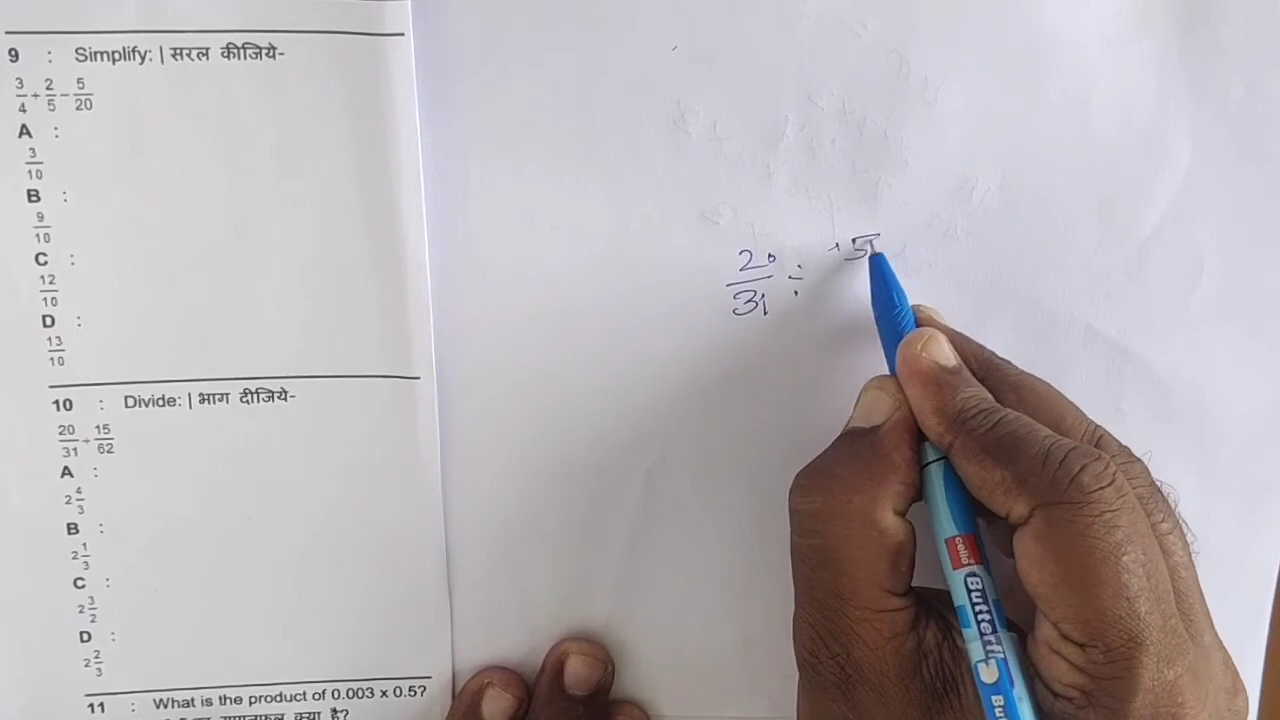 9 : Simplify: | सरल कीजिये-
3/4 + 2/5 - 5/20
A :
3/10
B :
9/10
C :
12/10
D :
13/10
10 : Divide: | भाग दीजिये-
20/31 ÷ 15/62
A :
2 4/3
B :
2 1/3
C :
2 3/2
D :
2 2/3
11 : What is the product of 0.003 x 0.5?
गुणनफल क्या है?
20/31 ÷ 15
cello
Butterfl